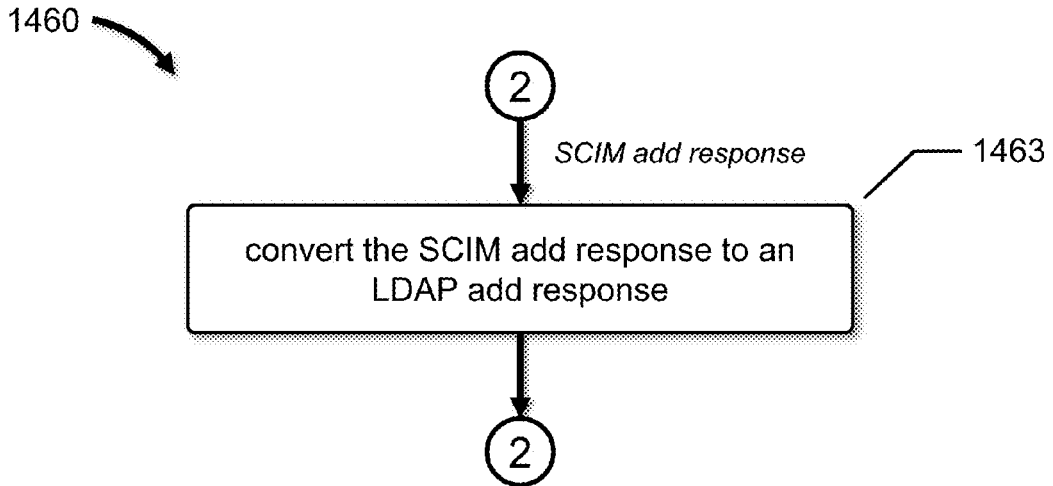 1460
2
SCIM add response
1463
convert the SCIM add response to an
LDAP add response
2